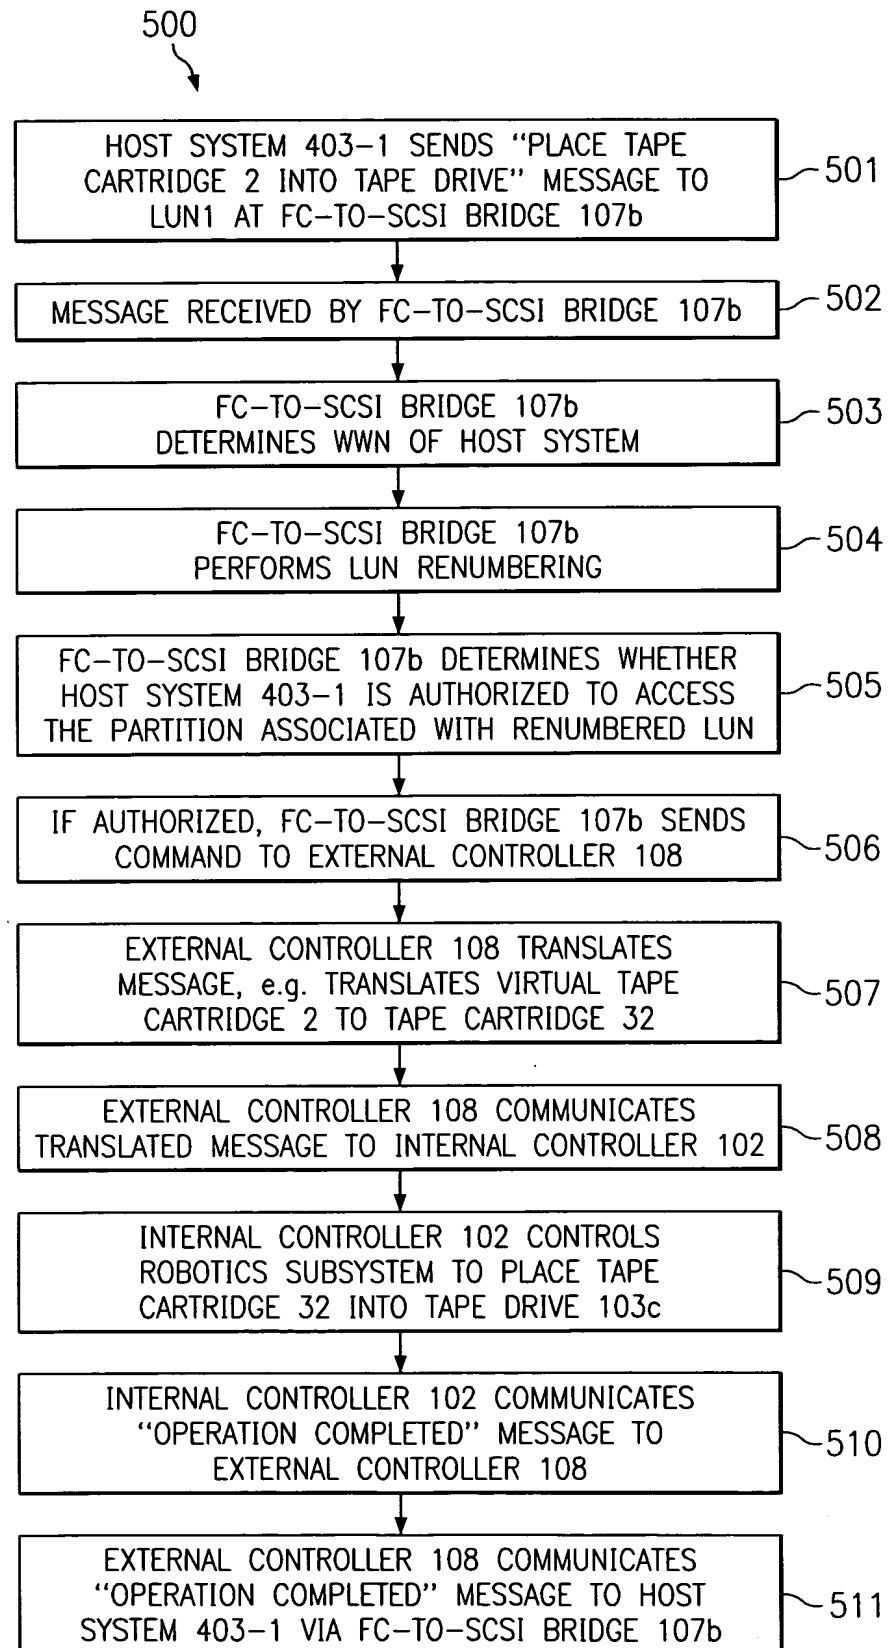 500
HOST SYSTEM 403-1 SENDS “PLACE TAPE
CARTRIDGE 2 INTO TAPE DRIVE” MESSAGE TO
LUN1 AT FC-TO-SCSI BRIDGE 107b
501
MESSAGE RECEIVED BY FC-TO-SCSI BRIDGE 107b
502
FC-TO-SCSI BRIDGE 107b
DETERMINES WWN OF HOST SYSTEM
503
FC-TO-SCSI BRIDGE 107b
PERFORMS LUN RENUMBERING
504
FC-TO-SCSI BRIDGE 107b DETERMINES WHETHER
HOST SYSTEM 403-1 IS AUTHORIZED TO ACCESS
THE PARTITION ASSOCIATED WITH RENUMBERED LUN
505
IF AUTHORIZED, FC-TO-SCSI BRIDGE 107b SENDS
COMMAND TO EXTERNAL CONTROLLER 108
506
EXTERNAL CONTROLLER 108 TRANSLATES
MESSAGE, e.g. TRANSLATES VIRTUAL TAPE
CARTRIDGE 2 TO TAPE CARTRIDGE 32
507
EXTERNAL CONTROLLER 108 COMMUNICATES
TRANSLATED MESSAGE TO INTERNAL CONTROLLER 102
508
INTERNAL CONTROLLER 102 CONTROLS
ROBOTICS SUBSYSTEM TO PLACE TAPE
CARTRIDGE 32 INTO TAPE DRIVE 103c
509
INTERNAL CONTROLLER 102 COMMUNICATES
“OPERATION COMPLETED” MESSAGE TO
EXTERNAL CONTROLLER 108
510
EXTERNAL CONTROLLER 108 COMMUNICATES
“OPERATION COMPLETED” MESSAGE TO HOST
SYSTEM 403-1 VIA FC-TO-SCSI BRIDGE 107b
511